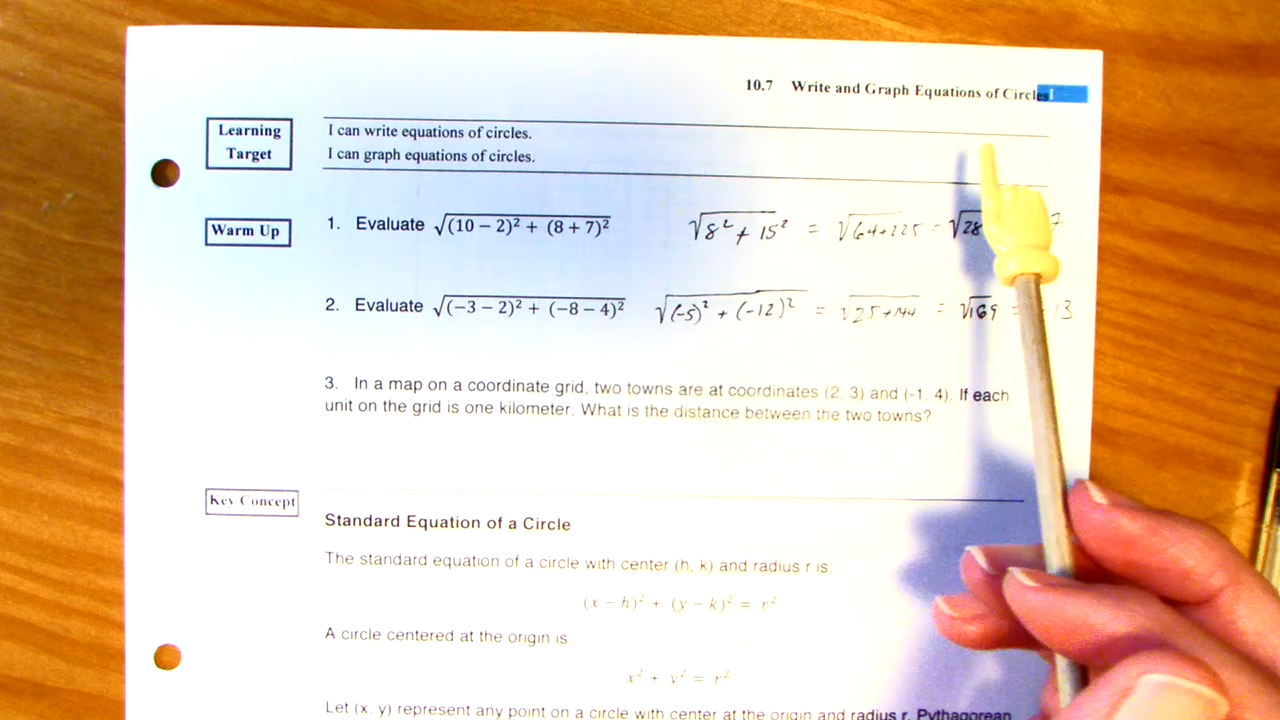 10.7 Write and Graph Equations of Circles
Learning Target
I can write equations of circles.
I can graph equations of circles.
Warm Up
1. Evaluate √((10 – 2)² + (8 + 7)²) √(8² + 15²) = √(64+225) = √28 7
2. Evaluate √((−3 – 2)² + (−8 – 4)²) √((-5)² + (-12)²) = √(25+144) = √169 = 13
3. In a map on a coordinate grid, two towns are at coordinates (2, 3) and (-1, 4). If each
unit on the grid is one kilometer. What is the distance between the two towns?
Key Concept
Standard Equation of a Circle
The standard equation of a circle with center (h, k) and radius r is:
(x – h)² + (y – k)² = r²
A circle centered at the origin is:
x² + y² = r²
Let (x, y) represent any point on a circle with center at the origin and radius r. Pythagorean